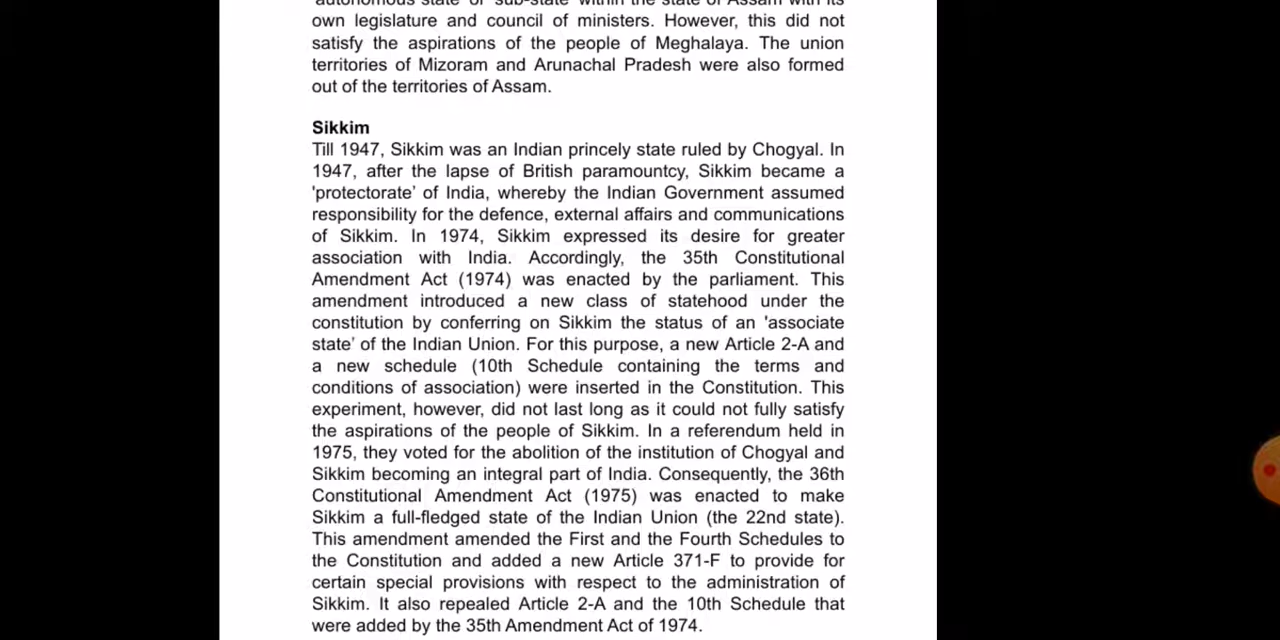 'autonomous state' or 'sub-state' within the state of Assam with its
own legislature and council of ministers. However, this did not
satisfy the aspirations of the people of Meghalaya. The union
territories of Mizoram and Arunachal Pradesh were also formed
out of the territories of Assam.
Sikkim
Till 1947, Sikkim was an Indian princely state ruled by Chogyal. In
1947, after the lapse of British paramountcy, Sikkim became a
'protectorate’ of India, whereby the Indian Government assumed
responsibility for the defence, external affairs and communications
of Sikkim. In 1974, Sikkim expressed its desire for greater
association with India. Accordingly, the 35th Constitutional
Amendment Act (1974) was enacted by the parliament. This
amendment introduced a new class of statehood under the
constitution by conferring on Sikkim the status of an 'associate
state’ of the Indian Union. For this purpose, a new Article 2-A and
a new schedule (10th Schedule containing the terms and
conditions of association) were inserted in the Constitution. This
experiment, however, did not last long as it could not fully satisfy
the aspirations of the people of Sikkim. In a referendum held in
1975, they voted for the abolition of the institution of Chogyal and
Sikkim becoming an integral part of India. Consequently, the 36th
Constitutional Amendment Act (1975) was enacted to make
Sikkim a full-fledged state of the Indian Union (the 22nd state).
This amendment amended the First and the Fourth Schedules to
the Constitution and added a new Article 371-F to provide for
certain special provisions with respect to the administration of
Sikkim. It also repealed Article 2-A and the 10th Schedule that
were added by the 35th Amendment Act of 1974.